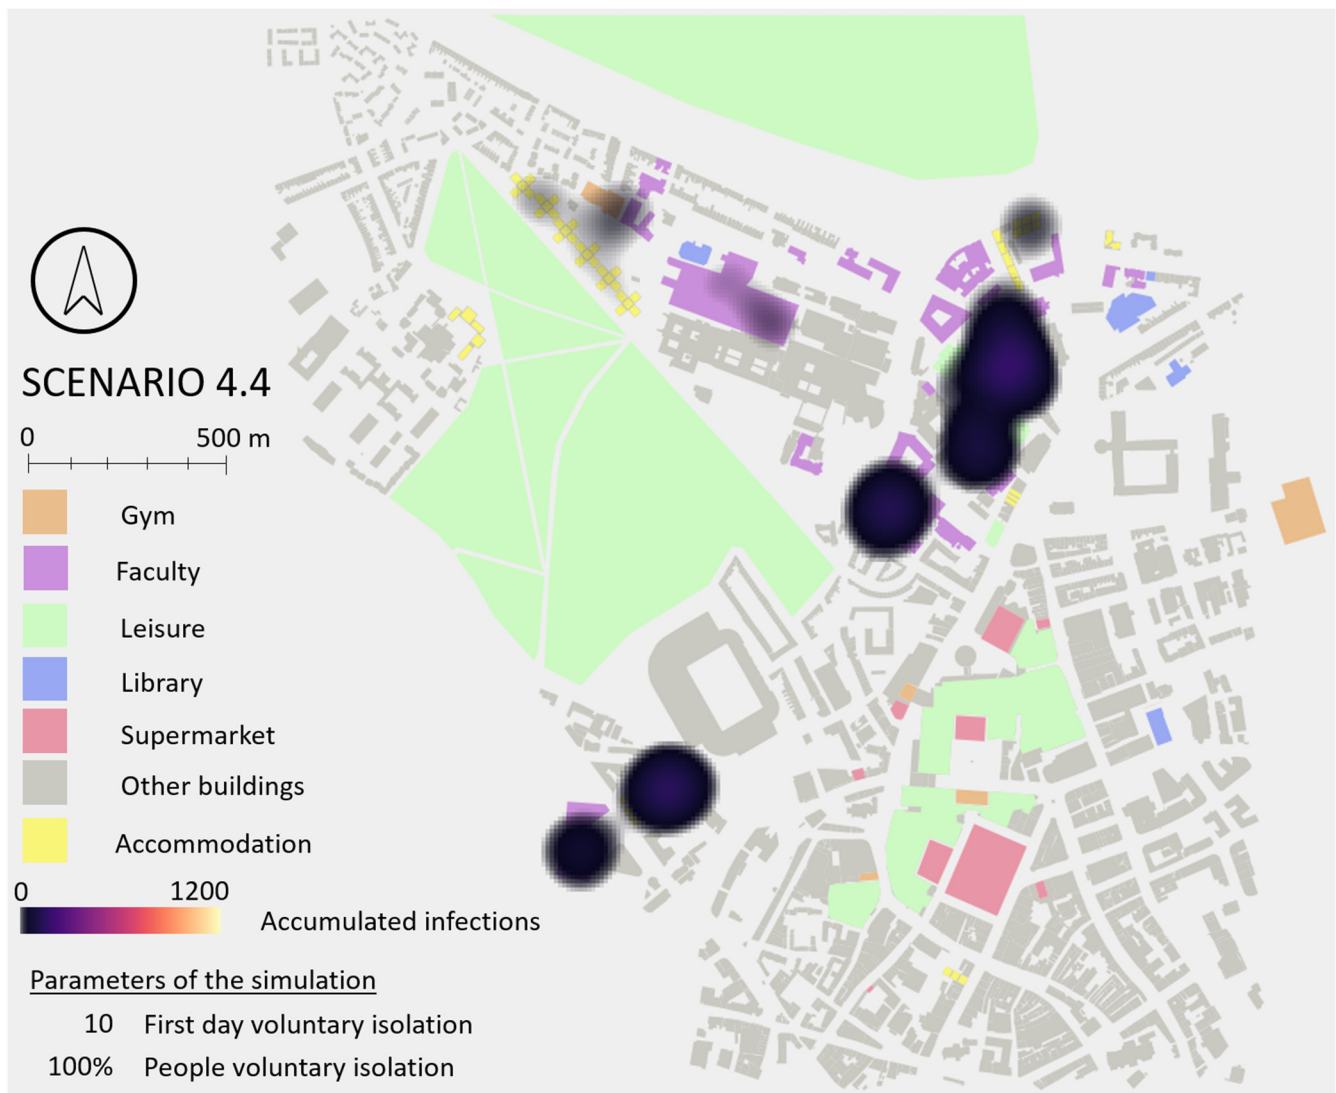 SCENARIO 4.4
0 500 m
Gym
Faculty
Leisure
Library
Supermarket
Other buildings
Accommodation
0 1200
Accumulated infections
Parameters of the simulation
10 First day voluntary isolation
100% People voluntary isolation